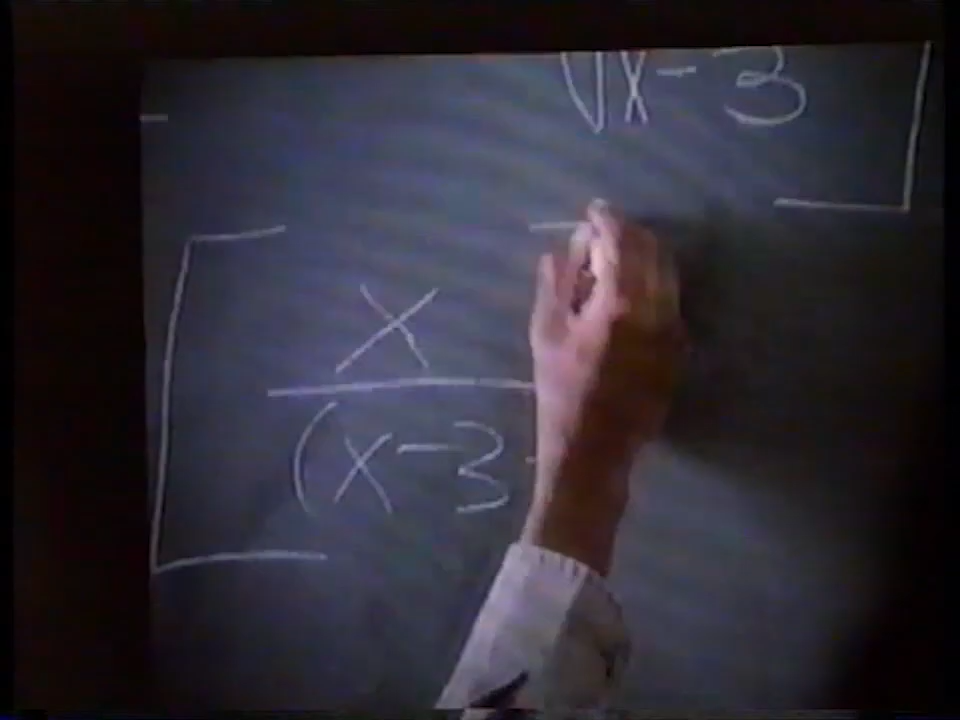 √x-3 ]
[ x
(x-3